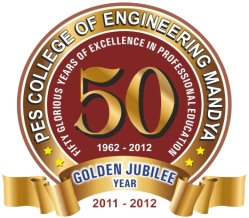 PES COLLEGE OF ENGINEERING MANDYA
FIFTY GLORIOUS YEARS OF EXCELLENCE IN PROFESSIONAL EDUCATION
50
1962 - 2012
GOLDEN JUBILEE
YEAR
2011 - 2012